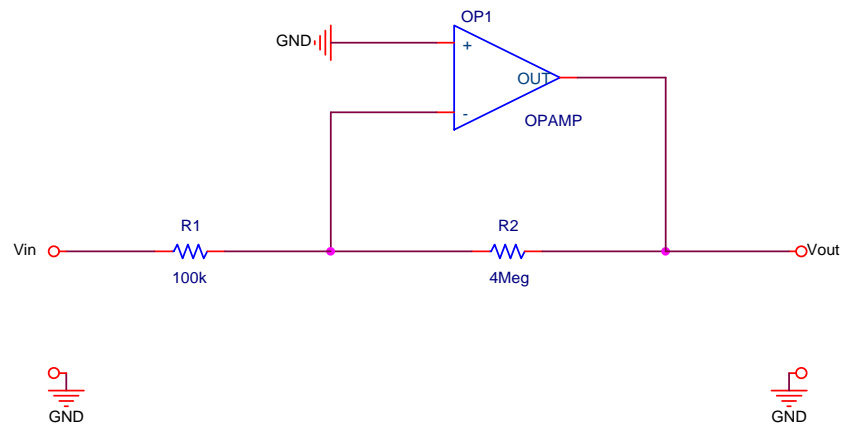 OP1
GND
+
OUT
-
OPAMP
R1
R2
Vin
Vout
100k
4Meg
GND
GND